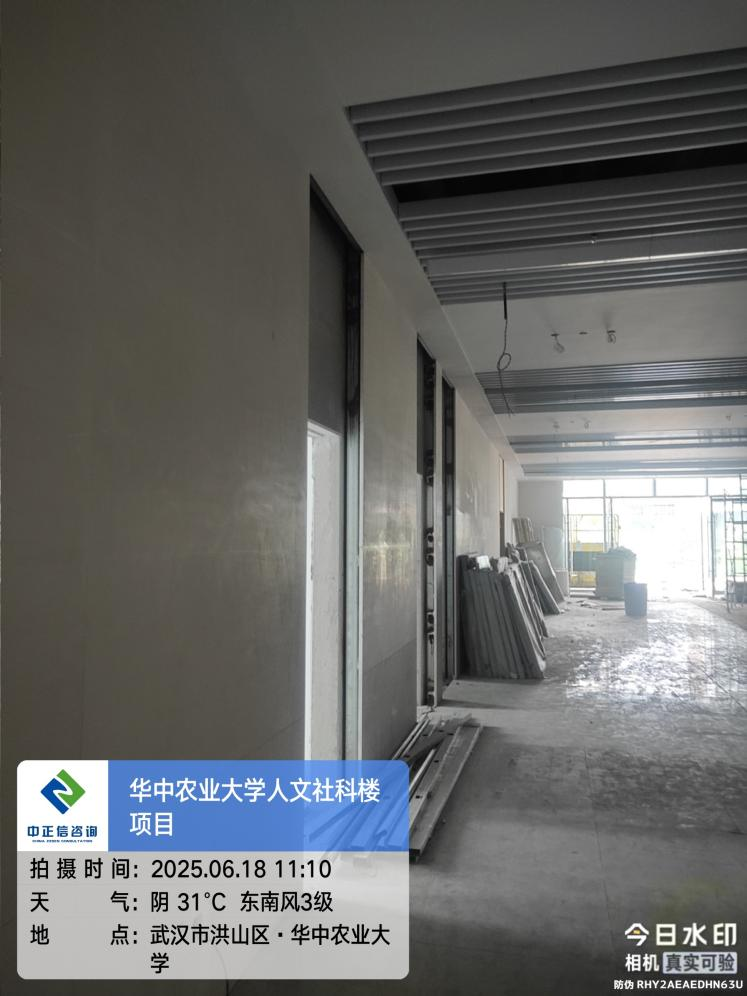 华中农业大学人文社科楼
项目
中正信咨询
CHINA ZEXIN CONSULTATION
拍摄时间: 2025.06.18 11:10
天 气: 阴 31°C 东南风3级
地 点: 武汉市洪山区·华中农业大
学
今日水印
相机 真实可验
防伪 RHY2AEAEDHN63U